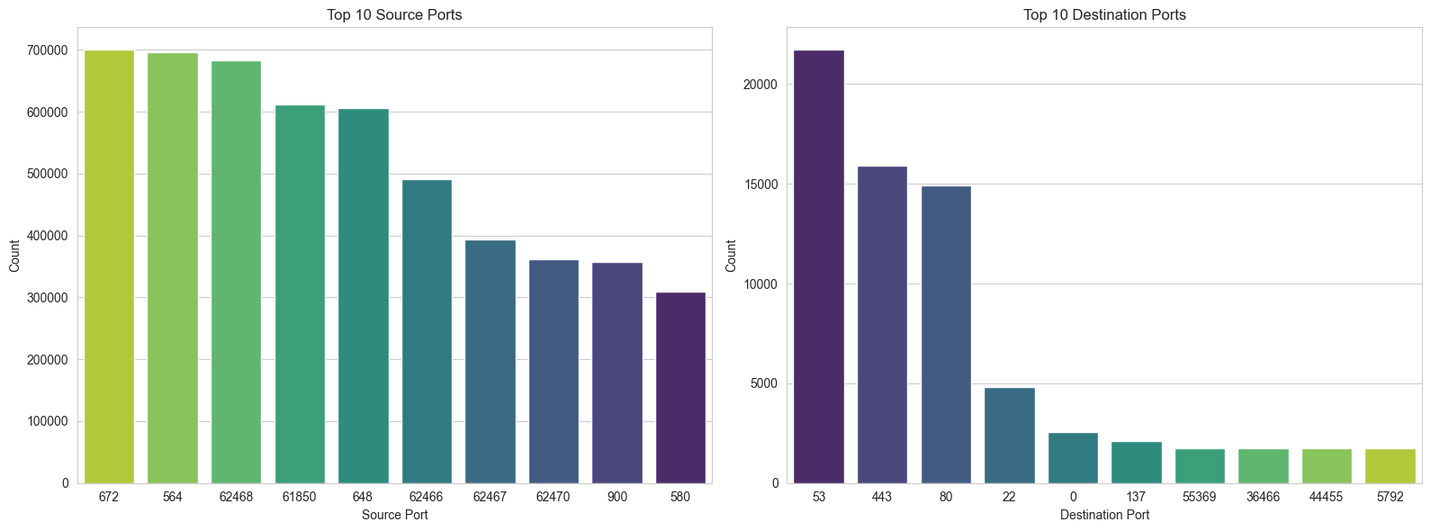 Top 10 Source Ports
700000
600000
500000
400000
300000
200000
100000
0
Count
672 564 62468 61850 648 62466 62467 62470 900 580
Source Port
Top 10 Destination Ports
20000
15000
10000
5000
0
Count
53 443 80 22 0 137 55369 36466 44455 5792
Destination Port